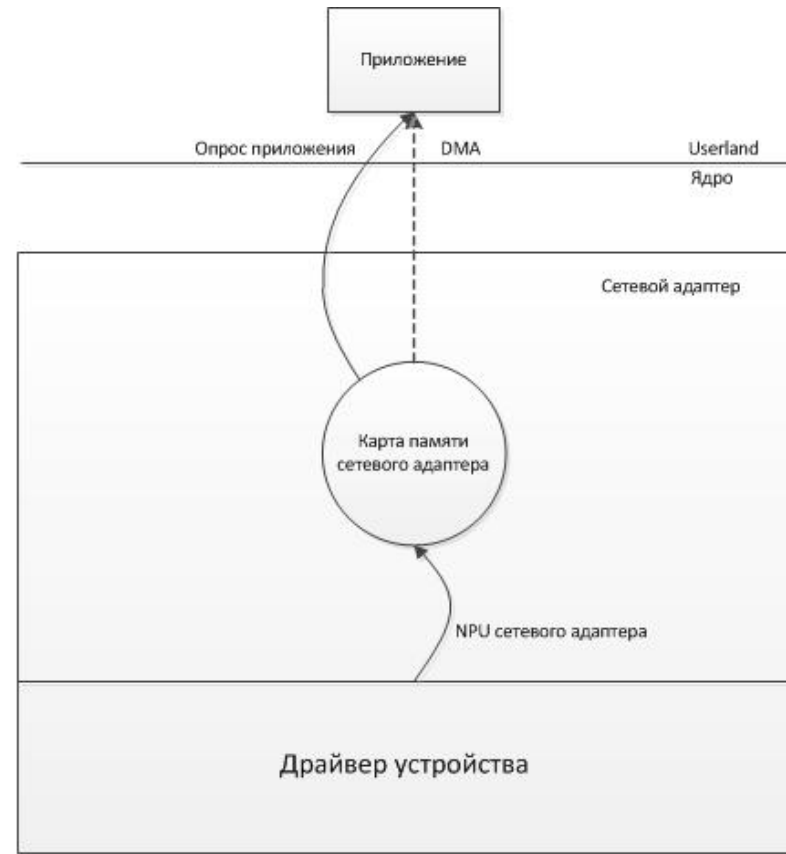 Приложение
Опрос приложения
DMA
Userland
Ядро
Сетевой адаптер
Карта памяти
сетевого адаптера
NPU сетевого адаптера
Драйвер устройства